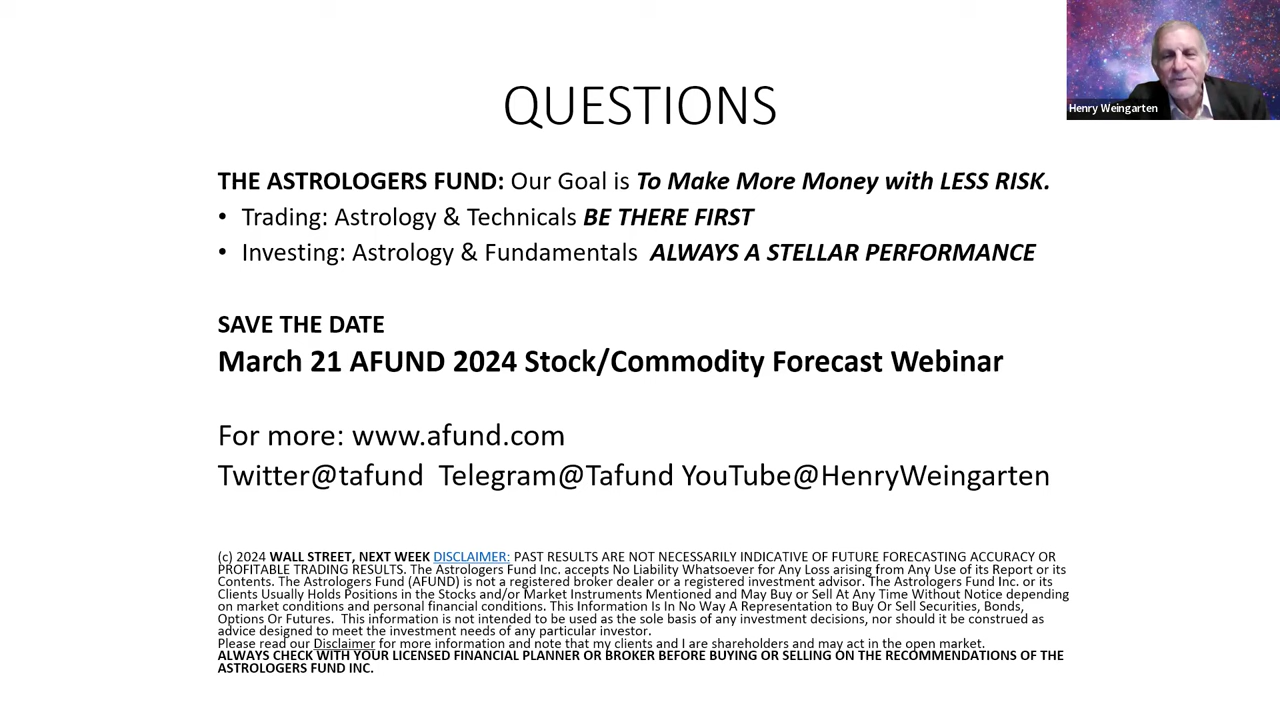 Henry Weingarten
QUESTIONS
THE ASTROLOGERS FUND: Our Goal is To Make More Money with LESS RISK.
• Trading: Astrology & Technicals BE THERE FIRST
• Investing: Astrology & Fundamentals ALWAYS A STELLAR PERFORMANCE
SAVE THE DATE
March 21 AFUND 2024 Stock/Commodity Forecast Webinar
For more: www.afund.com
Twitter@tafund Telegram@Tafund YouTube@HenryWeingarten
(c) 2024 WALL STREET, NEXT WEEK DISCLAIMER: PAST RESULTS ARE NOT NECESSARILY INDICATIVE OF FUTURE FORECASTING ACCURACY OR
PROFITABLE TRADING RESULTS. The Astrologers Fund Inc. accepts No Liability Whatsoever for Any Loss arising from Any Use of its Report or its
Contents. The Astrologers Fund (AFUND) is not a registered broker dealer or a registered investment advisor. The Astrologers Fund Inc. or its
Clients Usually Holds Positions in the Stocks and/or Market Instruments Mentioned and May Buy or Sell At Any Time Without Notice depending
on market conditions and personal financial conditions. This Information Is In No Way A Representation to Buy Or Sell Securities, Bonds,
Options Or Futures. This information is not intended to be used as the sole basis of any investment decisions, nor should it be construed as
advice designed to meet the investment needs of any particular investor.
Please read our Disclaimer for more information and note that my clients and I are shareholders and may act in the open market.
ALWAYS CHECK WITH YOUR LICENSED FINANCIAL PLANNER OR BROKER BEFORE BUYING OR SELLING ON THE RECOMMENDATIONS OF THE
ASTROLOGERS FUND INC.